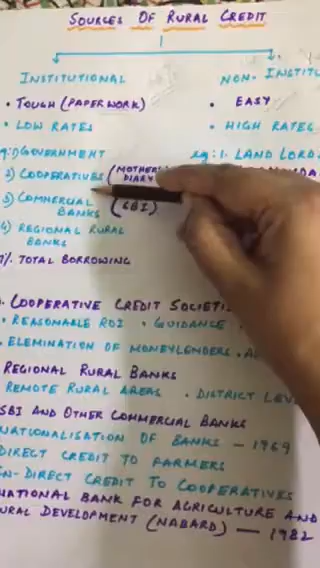 SOURCES OF RURAL CREDIT
INSTITUTIONAL
NON- INSTITU
• TOUGH (PAPER WORK)
• EASY
• LOW RATES
• HIGH RATES
g: 1) GOVERNMENT
eg: 1. LAND LORD
2) COOPERATIVES (MOTHER
DIARY
3) COMMERCIAL BANKS (SBI)
4) REGIONAL RURAL BANKS
% TOTAL BORROWING
. COOPERATIVE CREDIT SOCIETI
• REASONABLE ROI • GUIDANCE
• ELEMINATION OF MONEYLENDERS • A
REGIONAL RURAL BANKS
REMOTE RURAL AREAS • DISTRICT LEV
SBI AND OTHER COMMERCIAL BANKS
NATIONALISATION OF BANKS — 1969
DIRECT CREDIT TO FARMERS
N-DIRECT CREDIT TO COOPERATIVES
NATIONAL BANK FOR AGRICULTURE AND
URAL DEVELOPMENT (NABARD) — 1982